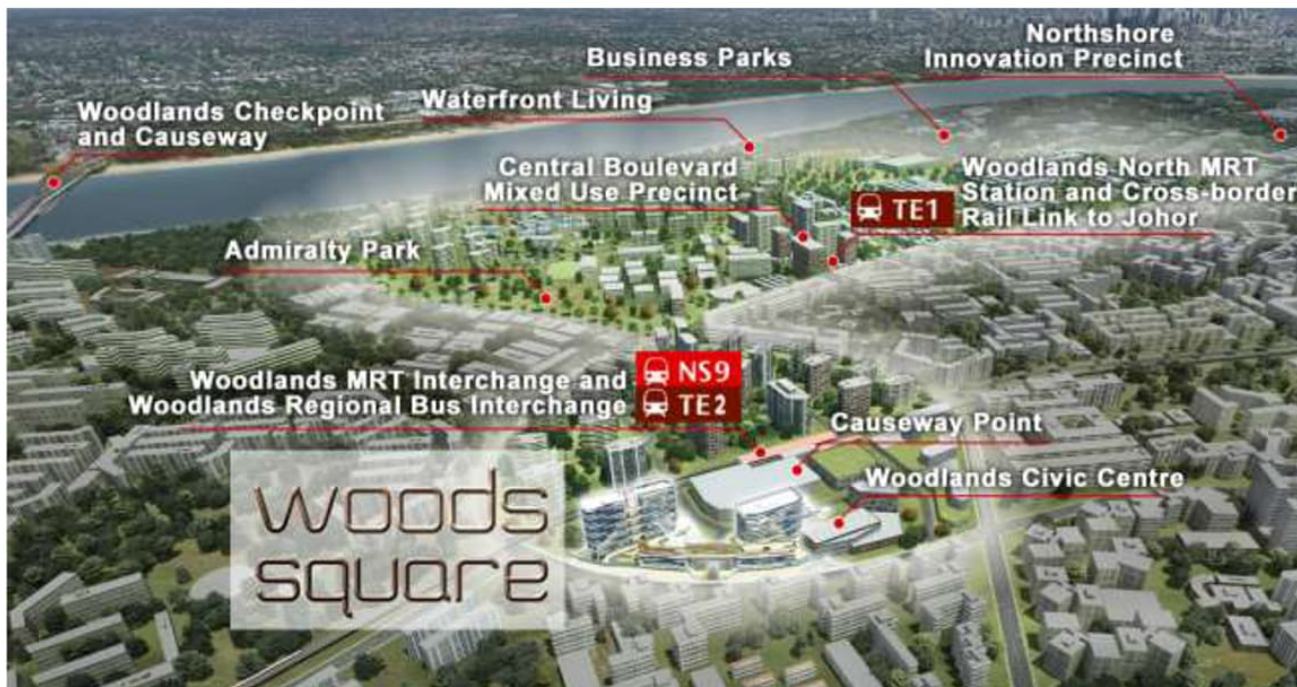 Northshore
Innovation Precinct
Business Parks
Waterfront Living
Woodlands Checkpoint
and Causeway
Central Boulevard
Mixed Use Precinct
Woodlands North MRT
Station and Cross-border
Rail Link to Johor
TE1
Admiralty Park
Woodlands MRT Interchange and
Woodlands Regional Bus Interchange
NS9
TE2
Causeway Point
Woodlands Civic Centre
woods
square